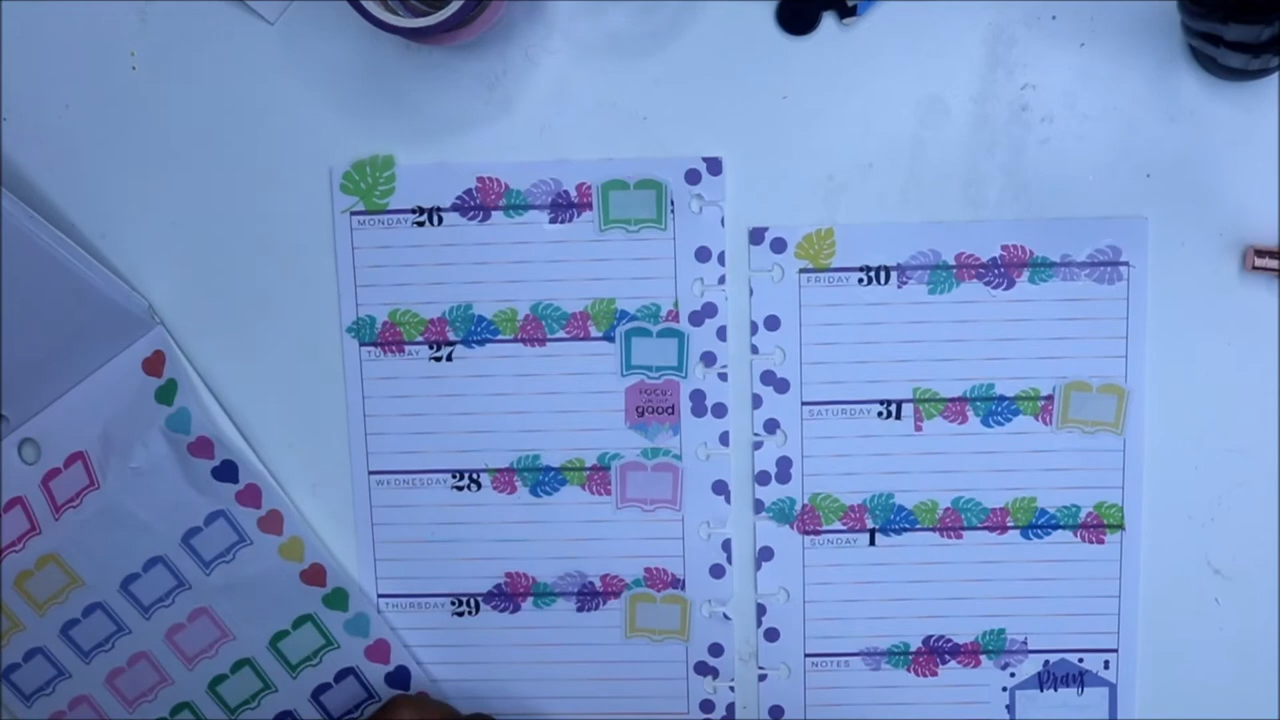 MONDAY 26
TUESDAY 27
FOCUS
ON THE
good
WEDNESDAY 28
THURSDAY 29
FRIDAY 30
SATURDAY 31
SUNDAY 1
NOTES
Pray